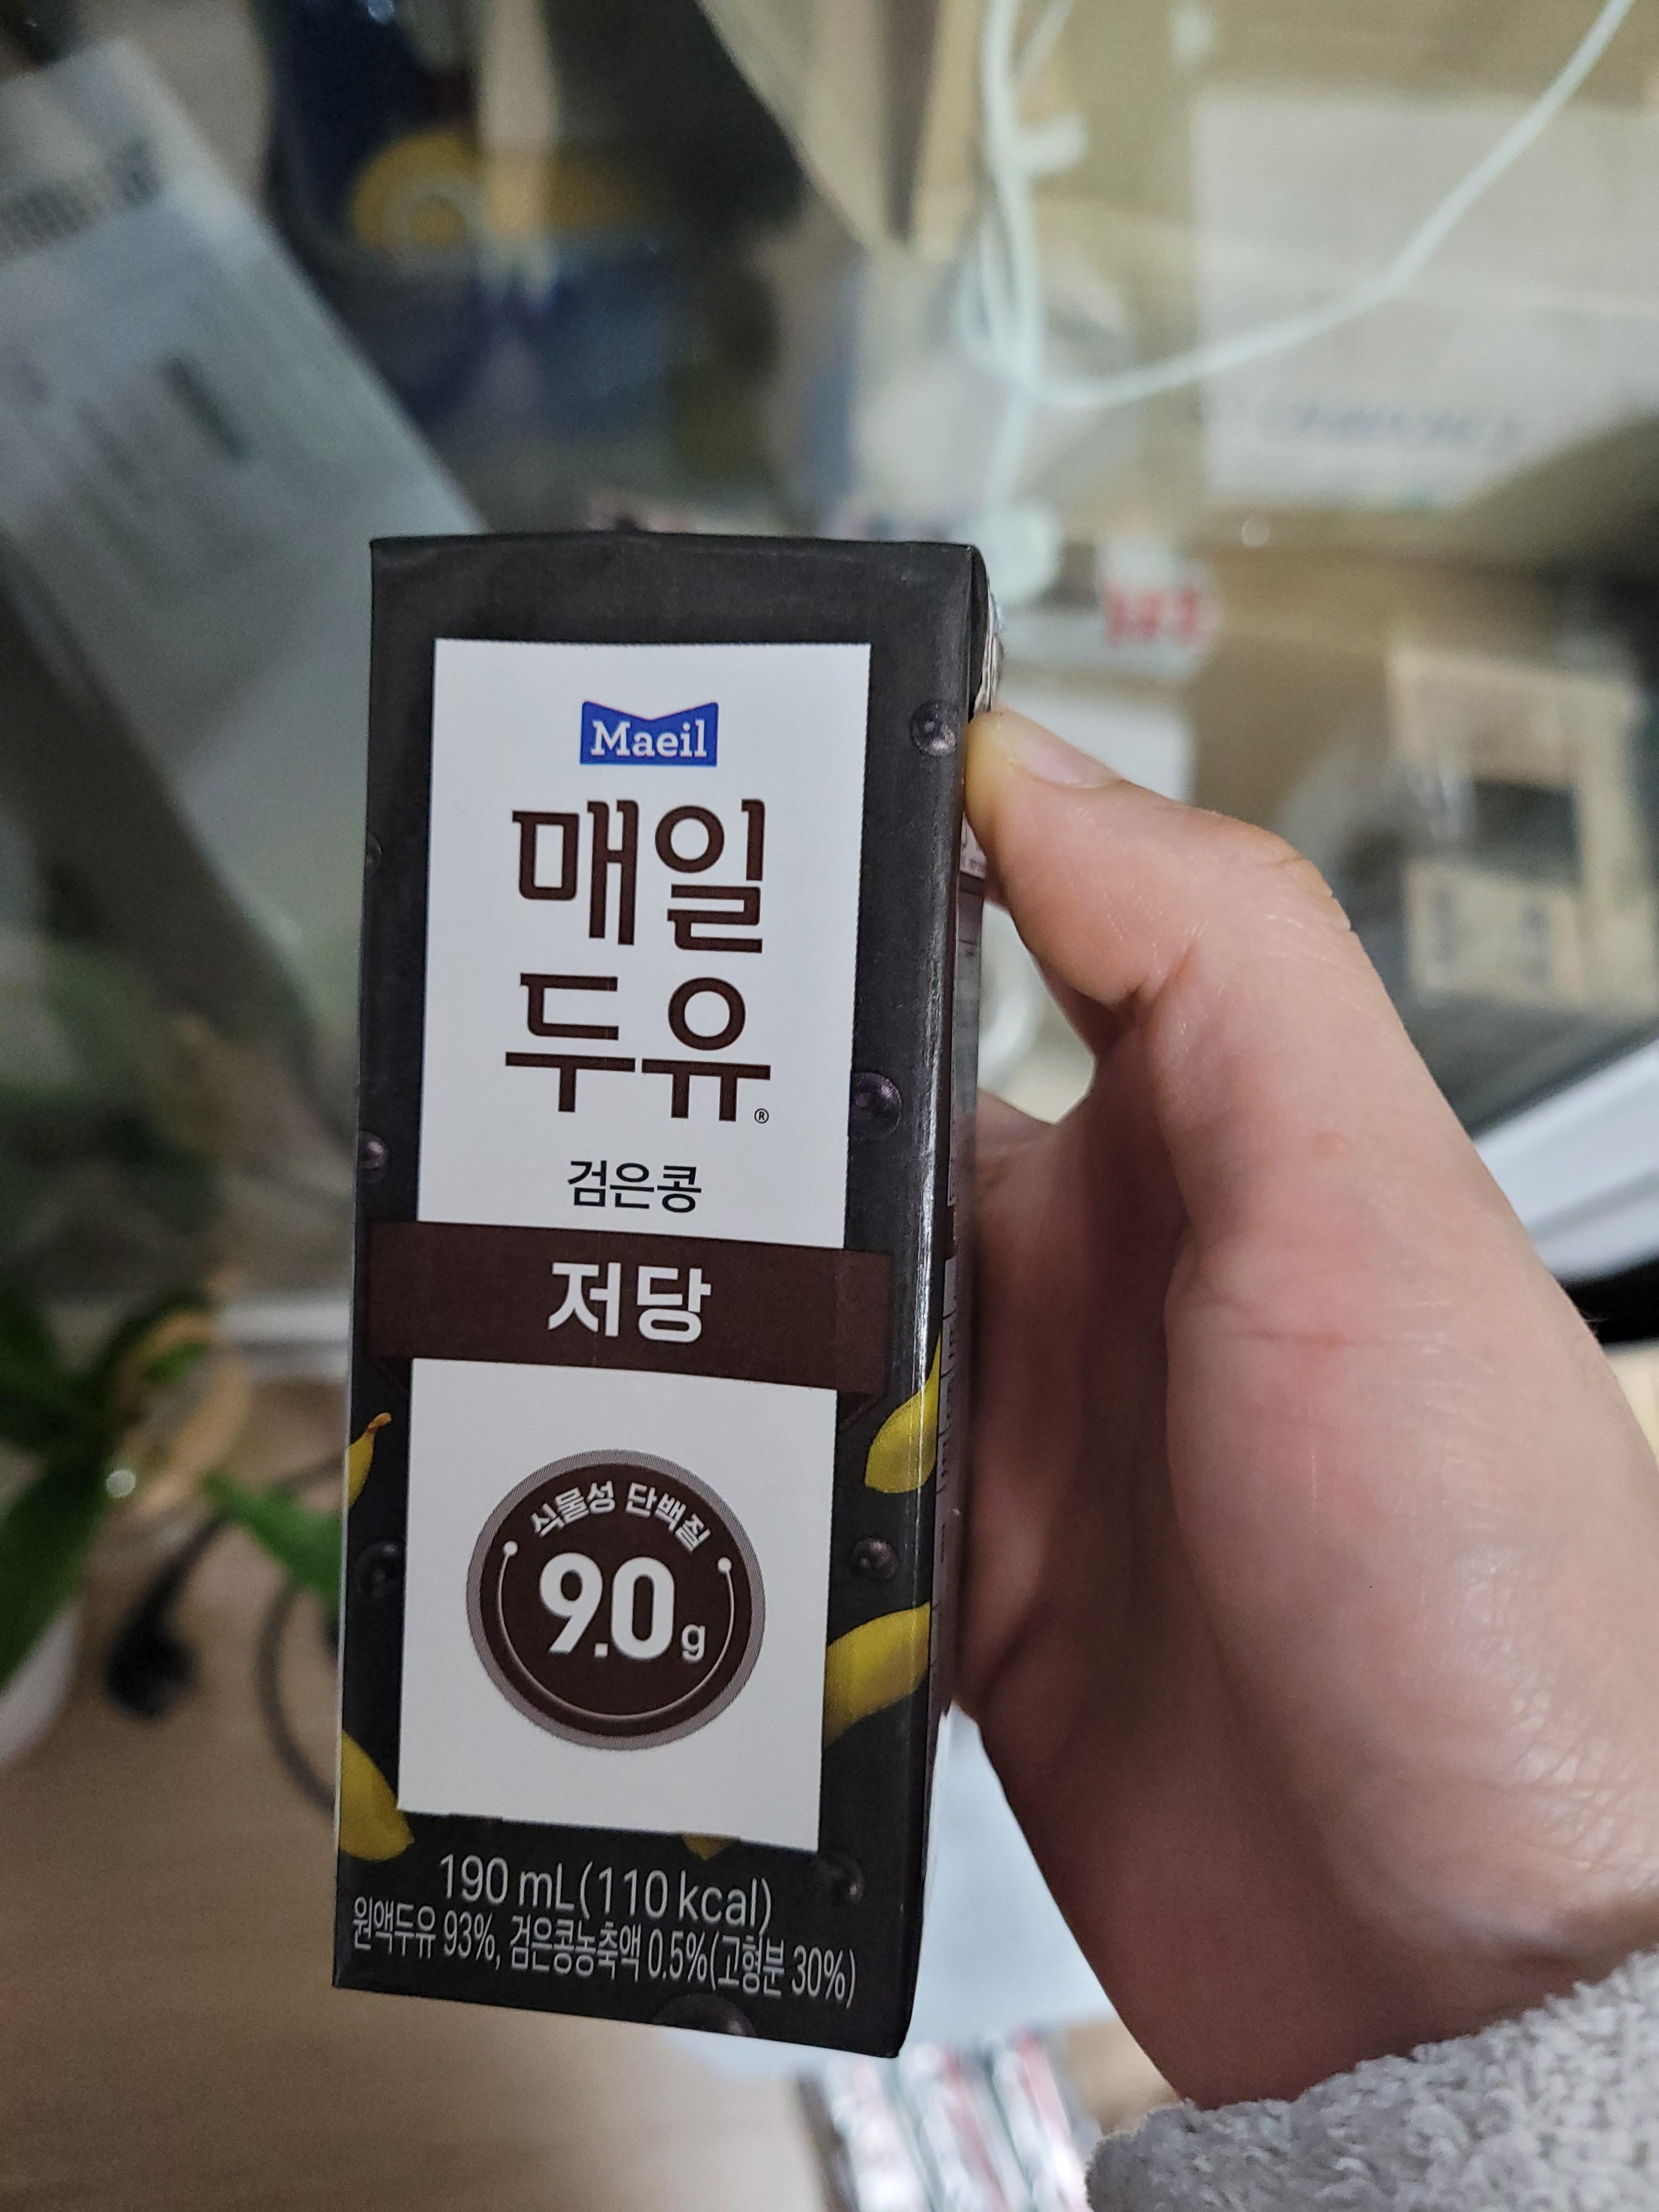 Maeil
매일
두유®
검은콩
저당
식물성 단백질
9.0g
190 mL(110 kcal)
원액두유 93%, 검은콩농축액 0.5%(고형분 30%)